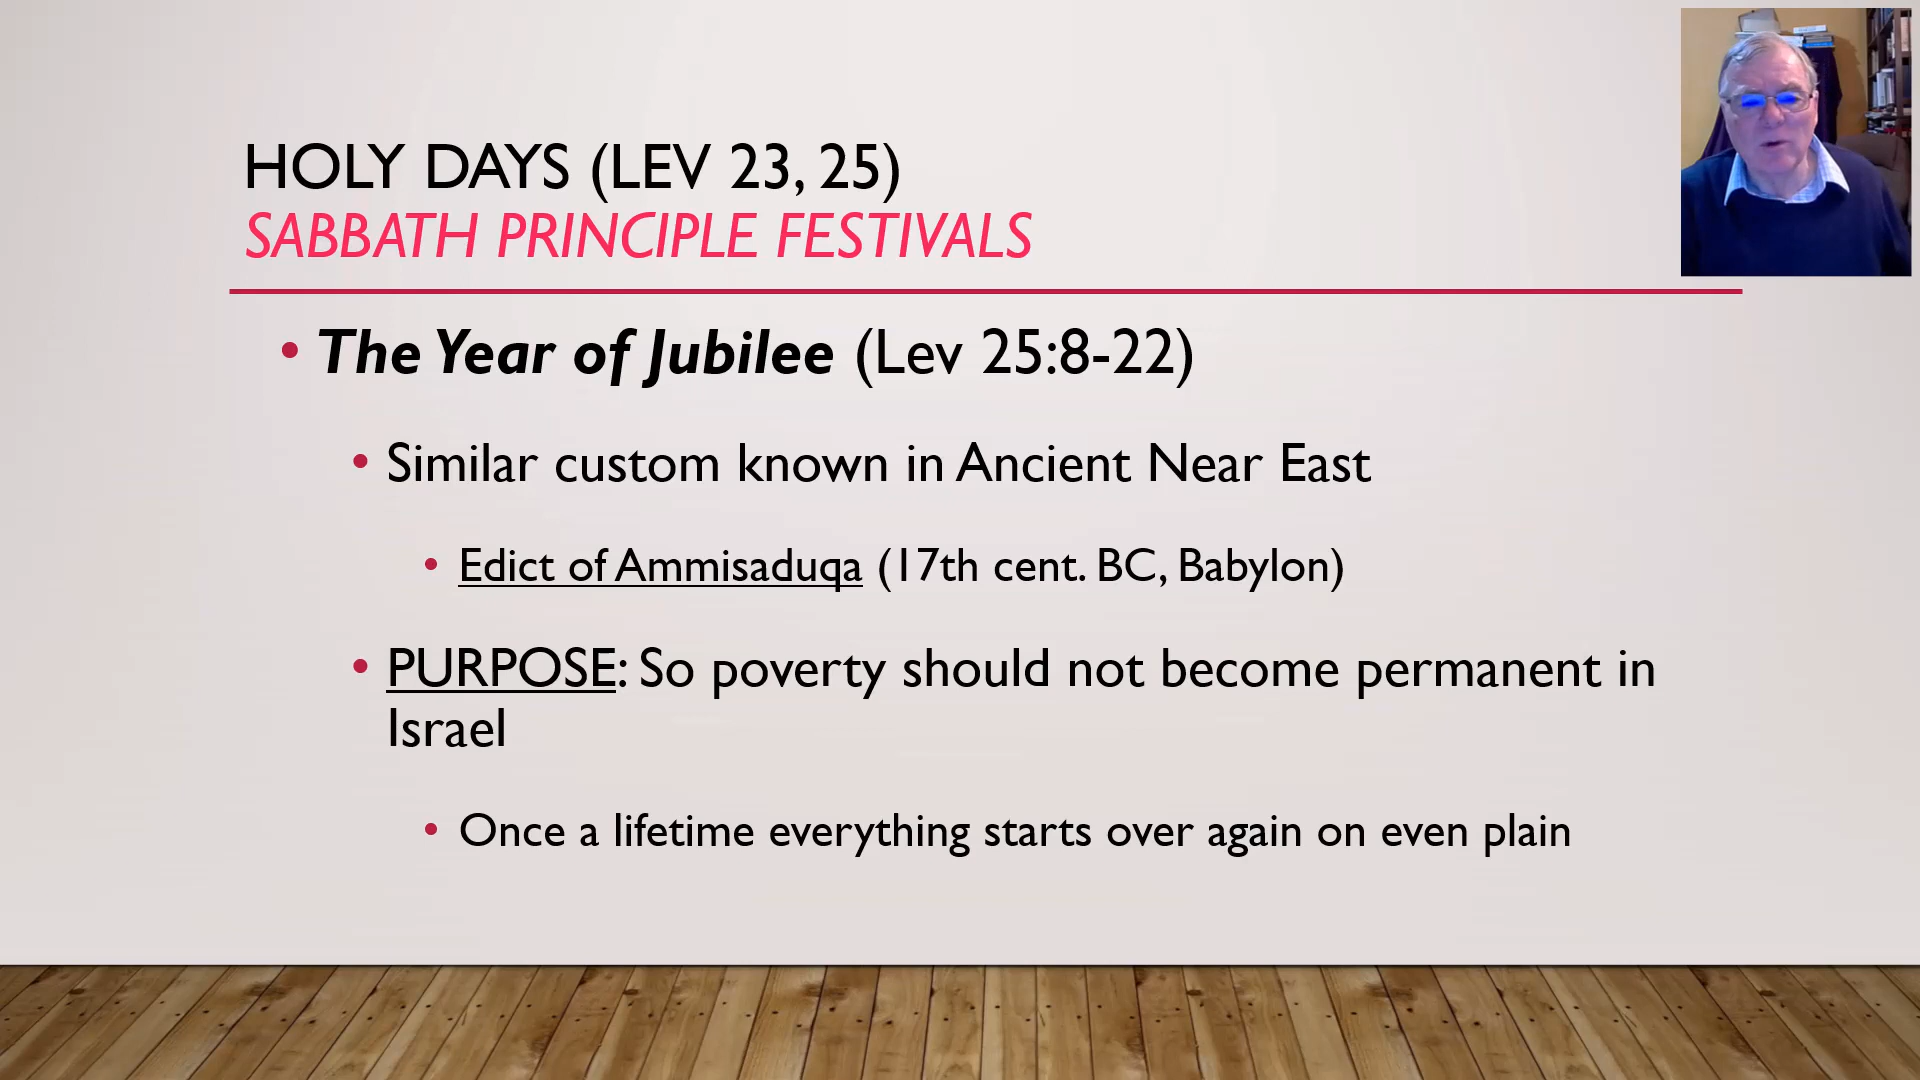 HOLY DAYS (LEV 23, 25)
SABBATH PRINCIPLE FESTIVALS
• The Year of Jubilee (Lev 25:8-22)
• Similar custom known in Ancient Near East
• Edict of Ammisaduqa (17th cent. BC, Babylon)
• PURPOSE: So poverty should not become permanent in
Israel
• Once a lifetime everything starts over again on even plain